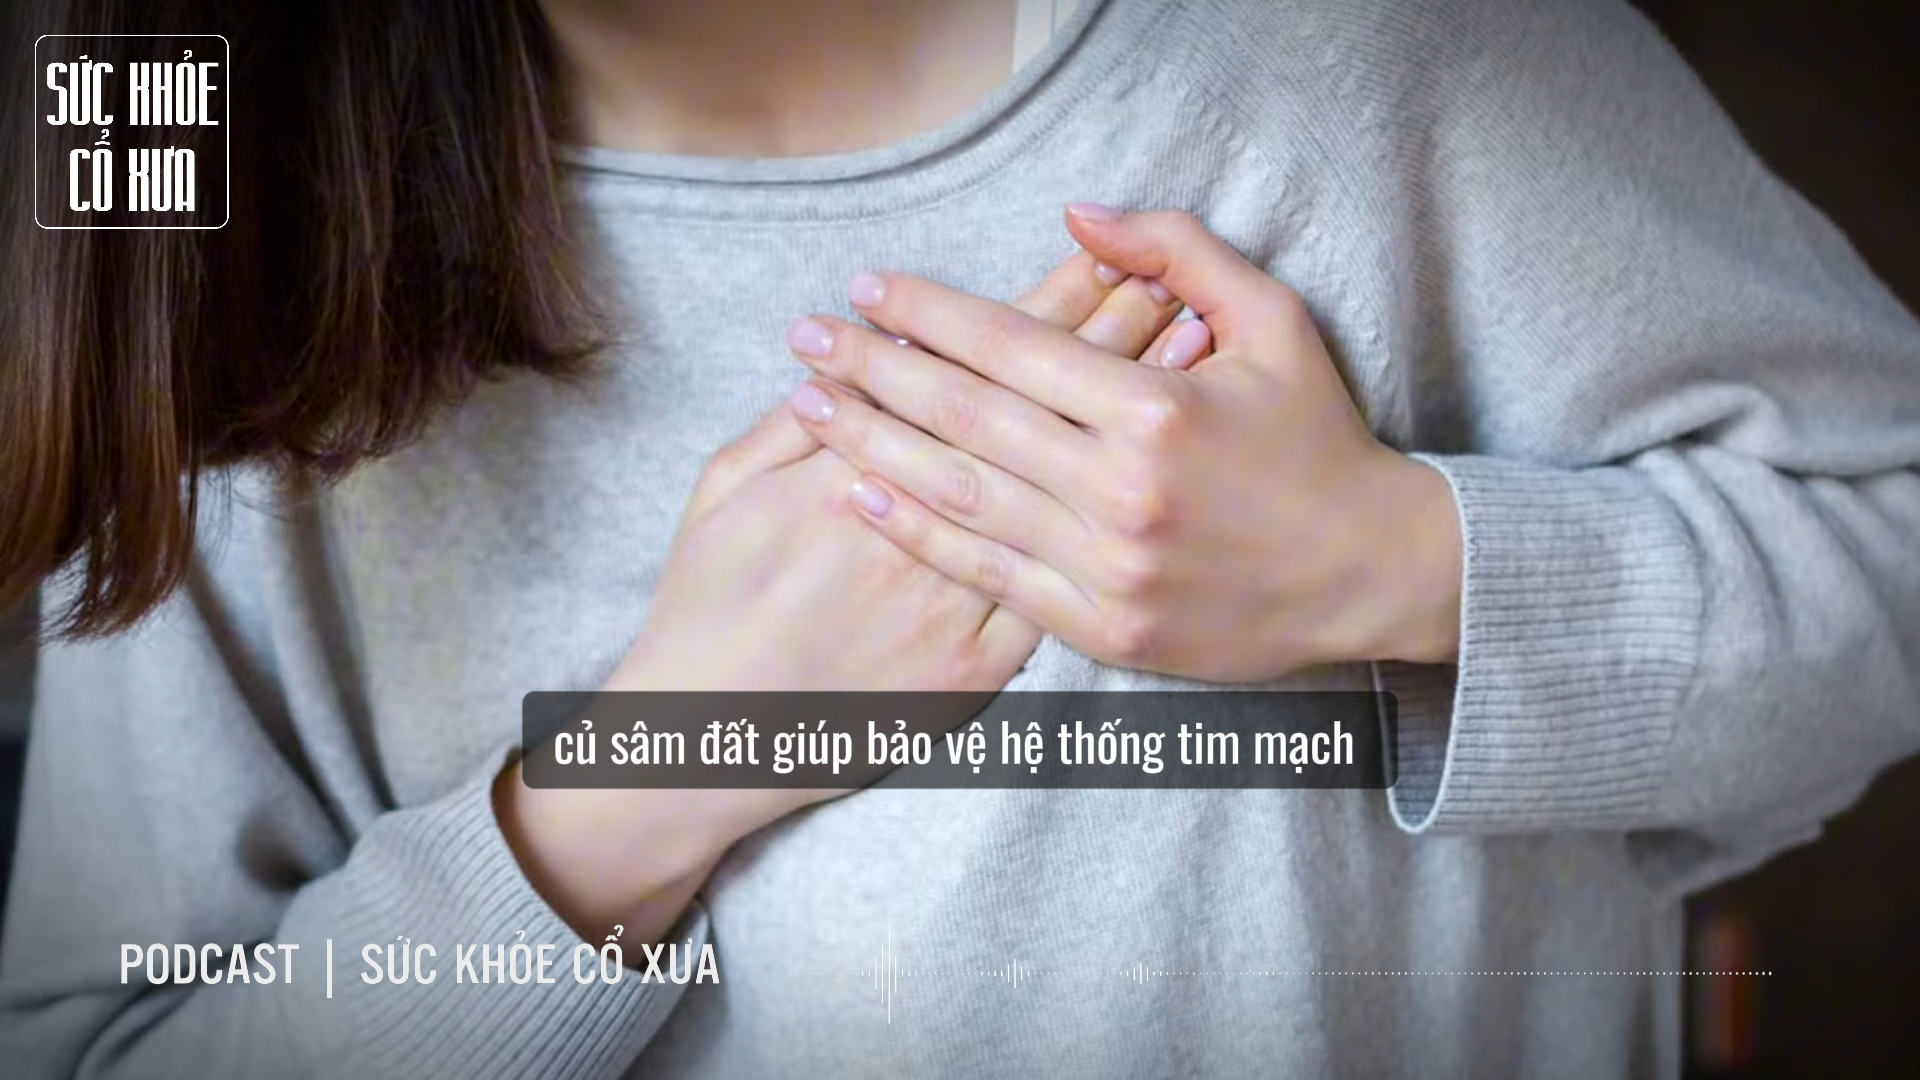 SỨC KHỎE
CỔ XƯA
củ sâm đất giúp bảo vệ hệ thống tim mạch
PODCAST | SỨC KHỎE CỔ XƯA